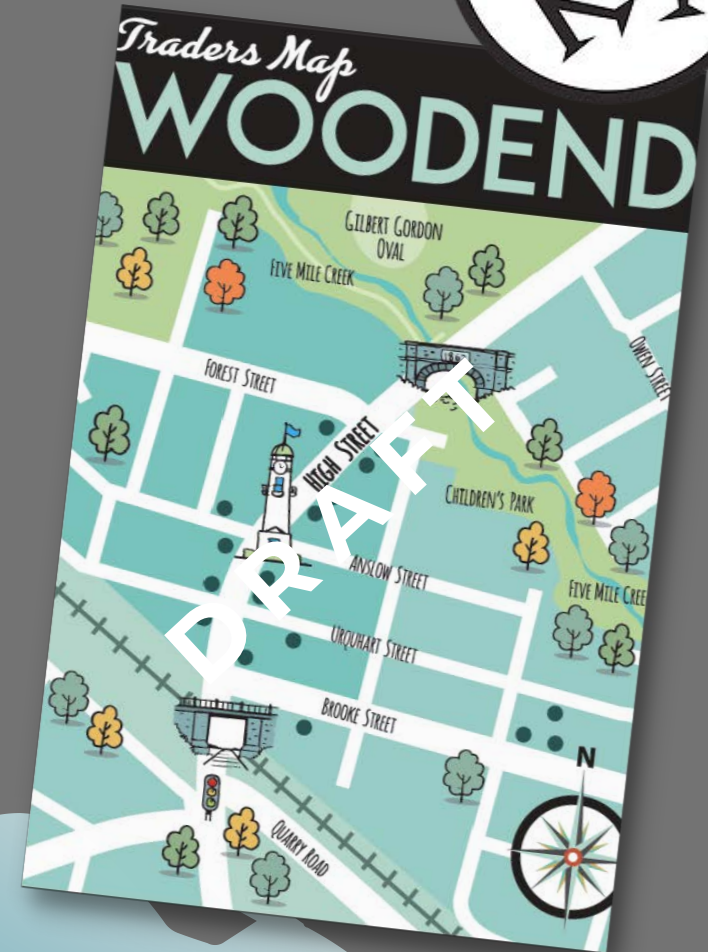 Traders Map
WOODEND
GILBERT GORDON
OVAL
FIVE MILE CREEK
OWEN STREET
FOREST STREET
HIGH STREET
CHILDREN'S PARK
ANSLOW STREET
FIVE MILE CREE
URQUHART STREET
BROOKE STREET
N
QUARRY ROAD
DRAFT